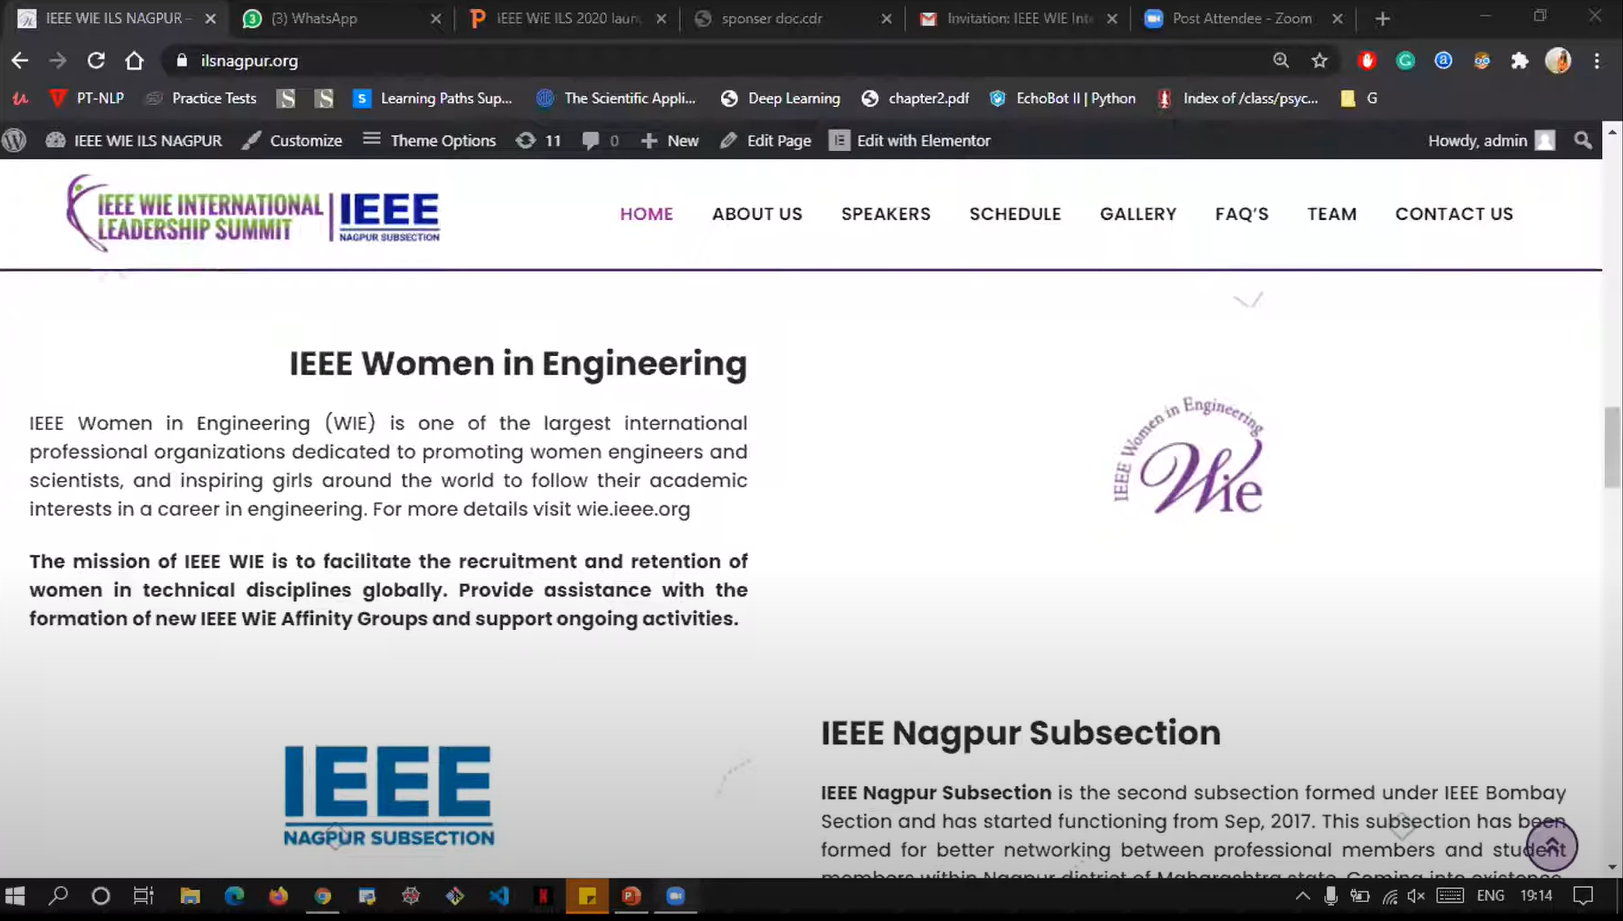 IEEE WiE ILS NAGPUR –
(3) WhatsApp
IEEE WiE ILS 2020 laun
sponser doc.cdr
Invitation: IEEE WIE Int
Post Attendee - Zoom
ilsnagpur.org
PT-NLP
Practice Tests
Learning Paths Sup...
The Scientific Appli...
Deep Learning
chapter2.pdf
EchoBot II | Python
Index of /class/psyc...
G
IEEE WIE ILS NAGPUR
Customize
Theme Options
11
0
New
Edit Page
Edit with Elementor
Howdy, admin
IEEE WIE INTERNATIONAL
LEADERSHIP SUMMIT
IEEE
NAGPUR SUBSECTION
HOME
ABOUT US
SPEAKERS
SCHEDULE
GALLERY
FAQ'S
TEAM
CONTACT US
IEEE Women in Engineering
IEEE Women in Engineering (WIE) is one of the largest international
professional organizations dedicated to promoting women engineers and
scientists, and inspiring girls around the world to follow their academic
interests in a career in engineering. For more details visit wie.ieee.org
The mission of IEEE WIE is to facilitate the recruitment and retention of
women in technical disciplines globally. Provide assistance with the
formation of new IEEE WiE Affinity Groups and support ongoing activities.
IEEE Women in Engineering
Wie
IEEE
NAGPUR SUBSECTION
IEEE Nagpur Subsection
IEEE Nagpur Subsection is the second subsection formed under IEEE Bombay
Section and has started functioning from Sep, 2017. This subsection has been
formed for better networking between professional members and student
members within Nagpur district of Maharashtra state. Coming into existence
ENG
19:14